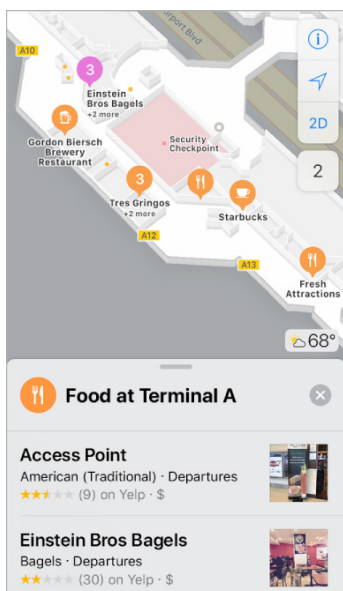 Airport Blvd
A10
3
Einstein
Bros Bagels
+2 more
2D
Gordon Biersch
Brewery
Restaurant
Security
Checkpoint
2
3
Tres Gringos
+2 more
Starbucks
A12
A13
Fresh
Attractions
68°
Food at Terminal A
Access Point
American (Traditional) · Departures
(9) on Yelp · $
Einstein Bros Bagels
Bagels · Departures
(30) on Yelp · $